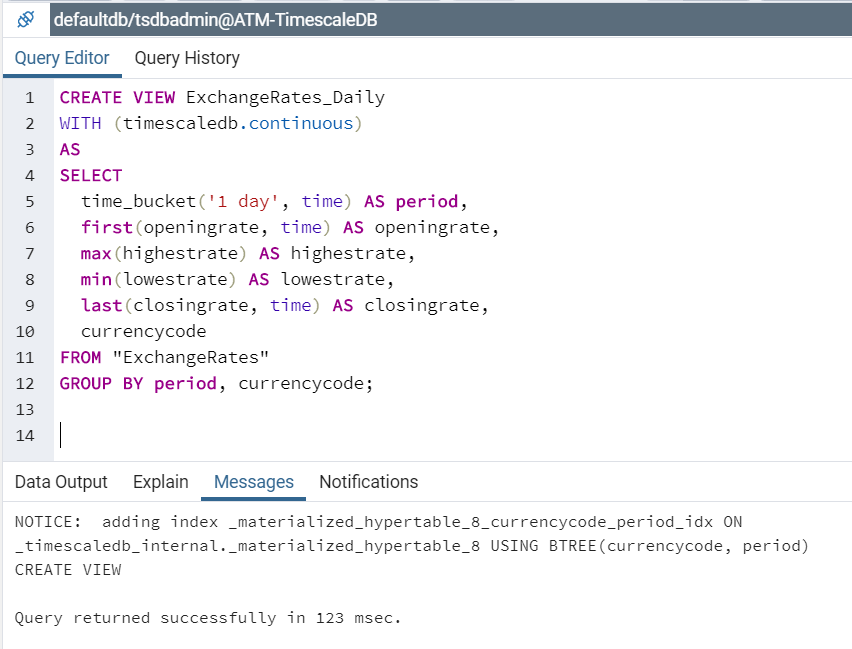 defaultdb/tsdbadmin@ATM-TimescaleDB
Query Editor Query History
1 CREATE VIEW ExchangeRates_Daily
2 WITH (timescaledb.continuous)
3 AS
4 SELECT
5 time_bucket('1 day', time) AS period,
6 first(openingrate, time) AS openingrate,
7 max(highestrate) AS highestrate,
8 min(lowestrate) AS lowestrate,
9 last(closingrate, time) AS closingrate,
10 currencycode
11 FROM "ExchangeRates"
12 GROUP BY period, currencycode;
13
14
Data Output Explain Messages Notifications
NOTICE:  adding index _materialized_hypertable_8_currencycode_period_idx ON
_timescaledb_internal._materialized_hypertable_8 USING BTREE(currencycode, period)
CREATE VIEW
Query returned successfully in 123 msec.